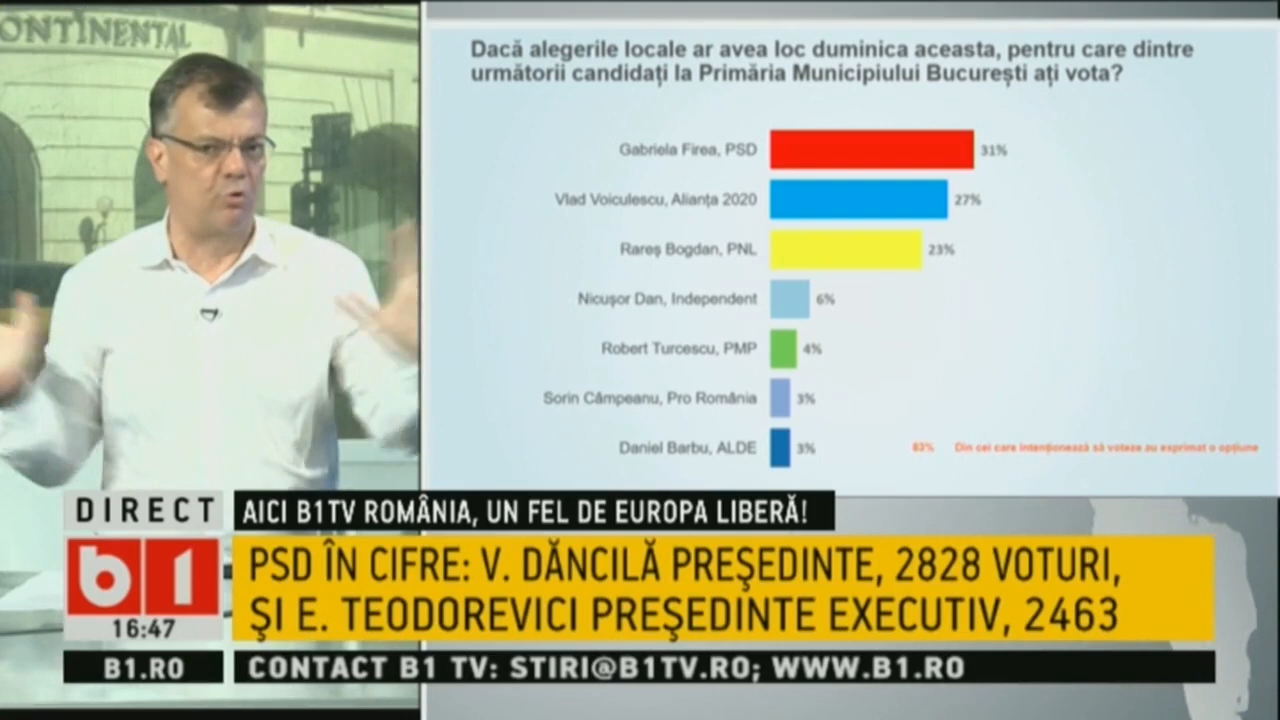 CONTINENTAL
Dacă alegerile locale ar avea loc duminica aceasta, pentru care dintre
următorii candidați la Primăria Municipiului București ați vota?
Gabriela Firea, PSD 31%
Vlad Voiculescu, Alianța 2020 27%
Rareș Bogdan, PNL 23%
Nicușor Dan, Independent 6%
Robert Turcescu, PMP 4%
Sorin Câmpeanu, Pro România 3%
Daniel Barbu, ALDE 3%
83% Din cei care intenționează să voteze au exprimat o opțiune
DIRECT
AICI B1TV ROMÂNIA, UN FEL DE EUROPA LIBERĂ!
b1
PSD ÎN CIFRE: V. DĂNCILĂ PREŞEDINTE, 2828 VOTURI,
ŞI E. TEODOREVICI PREŞEDINTE EXECUTIV, 2463
16:47
B1.RO
CONTACT B1 TV: STIRI@B1TV.RO; WWW.B1.RO